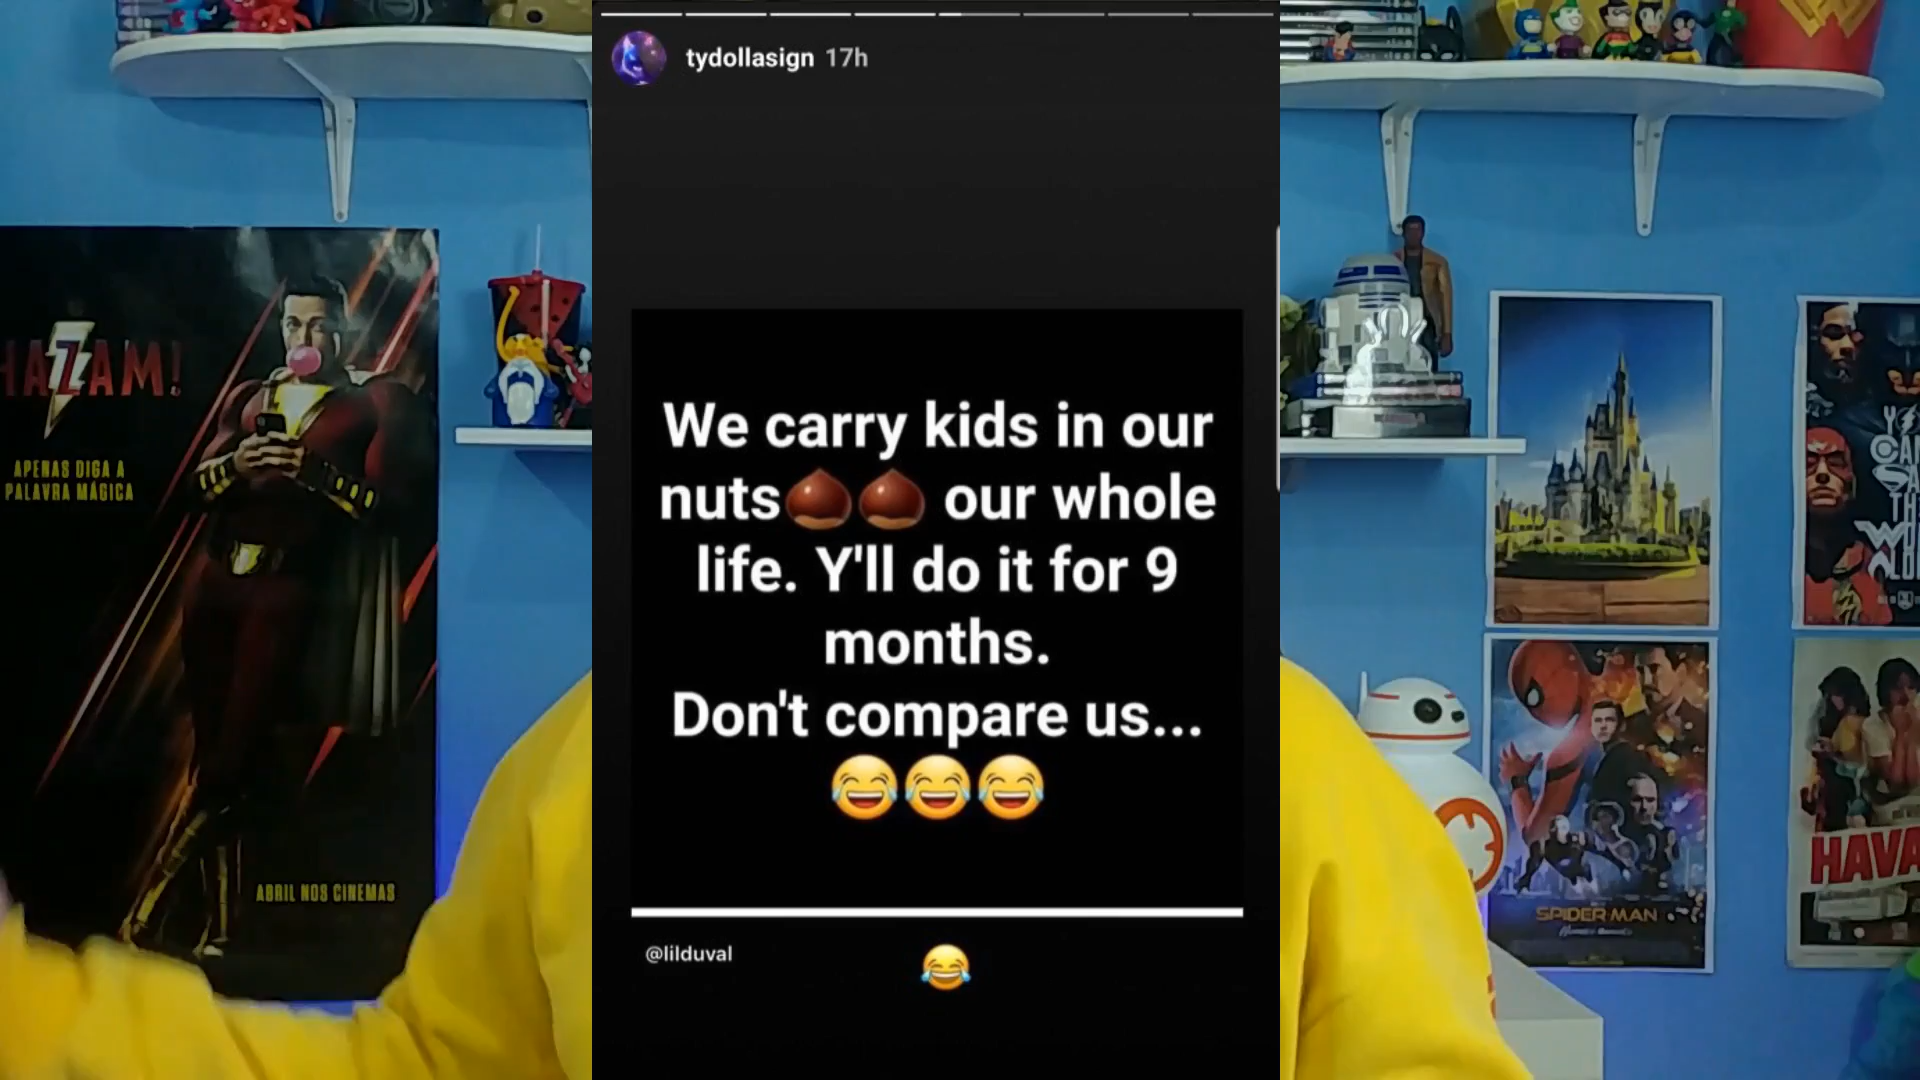 tydollasign 17h
We carry kids in our
nuts🌰🌰 our whole
life. Y'll do it for 9
months.
Don't compare us...
😂😂😂
@lilduval
😂
HAZAM!
APENAS DIGA A
PALAVRA MÁGICA
ABRIL NOS CINEMAS
SPIDER MAN
HAVA